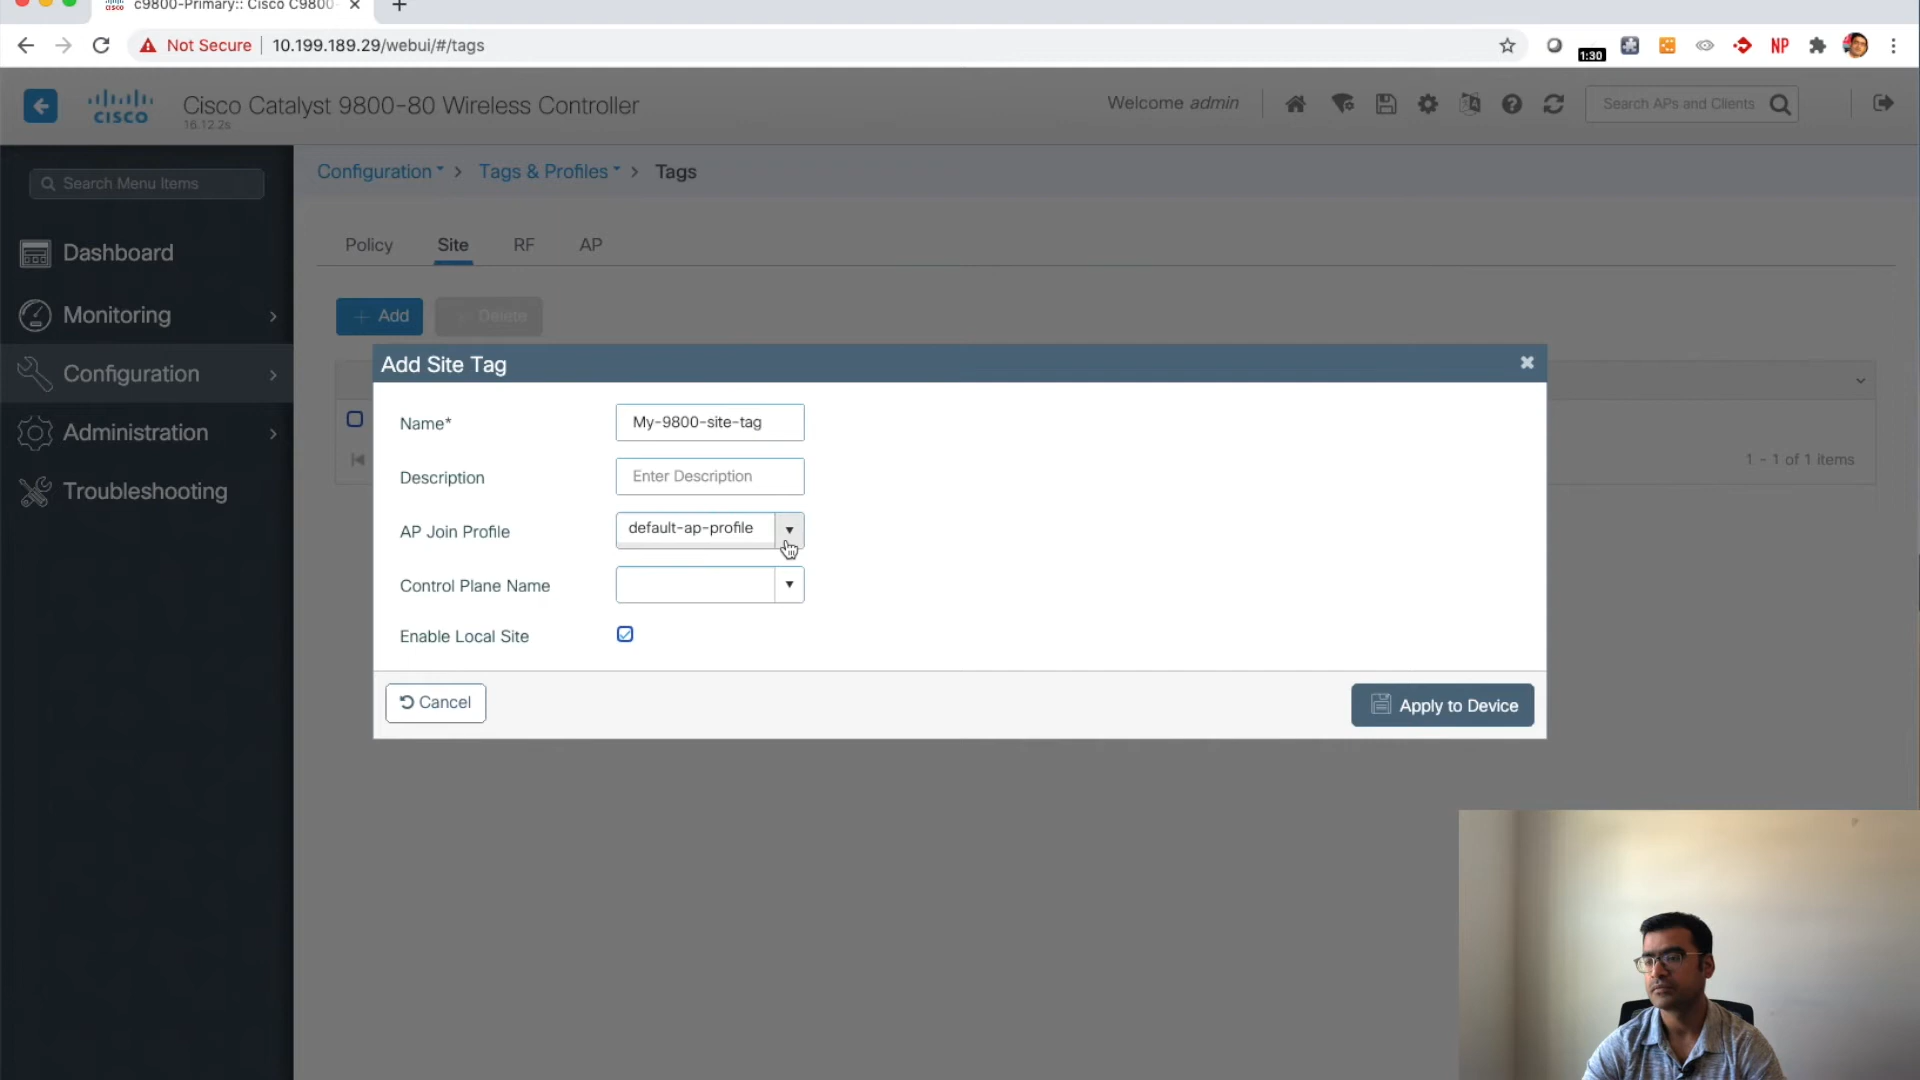 c9800-Primary:: Cisco C9800-
Not Secure
10.199.189.29/webui/#/tags
1:30
NP
CISCO
Cisco Catalyst 9800-80 Wireless Controller
16.12.2s
Welcome admin
Search APs and Clients
Search Menu Items
Dashboard
Monitoring
Configuration
Administration
Troubleshooting
Configuration > Tags & Profiles > Tags
Policy
Site
RF
AP
Add
Delete
Add Site Tag
Name*
My-9800-site-tag
Description
Enter Description
AP Join Profile
default-ap-profile
Control Plane Name
Enable Local Site
1 - 1 of 1 items
Cancel
Apply to Device